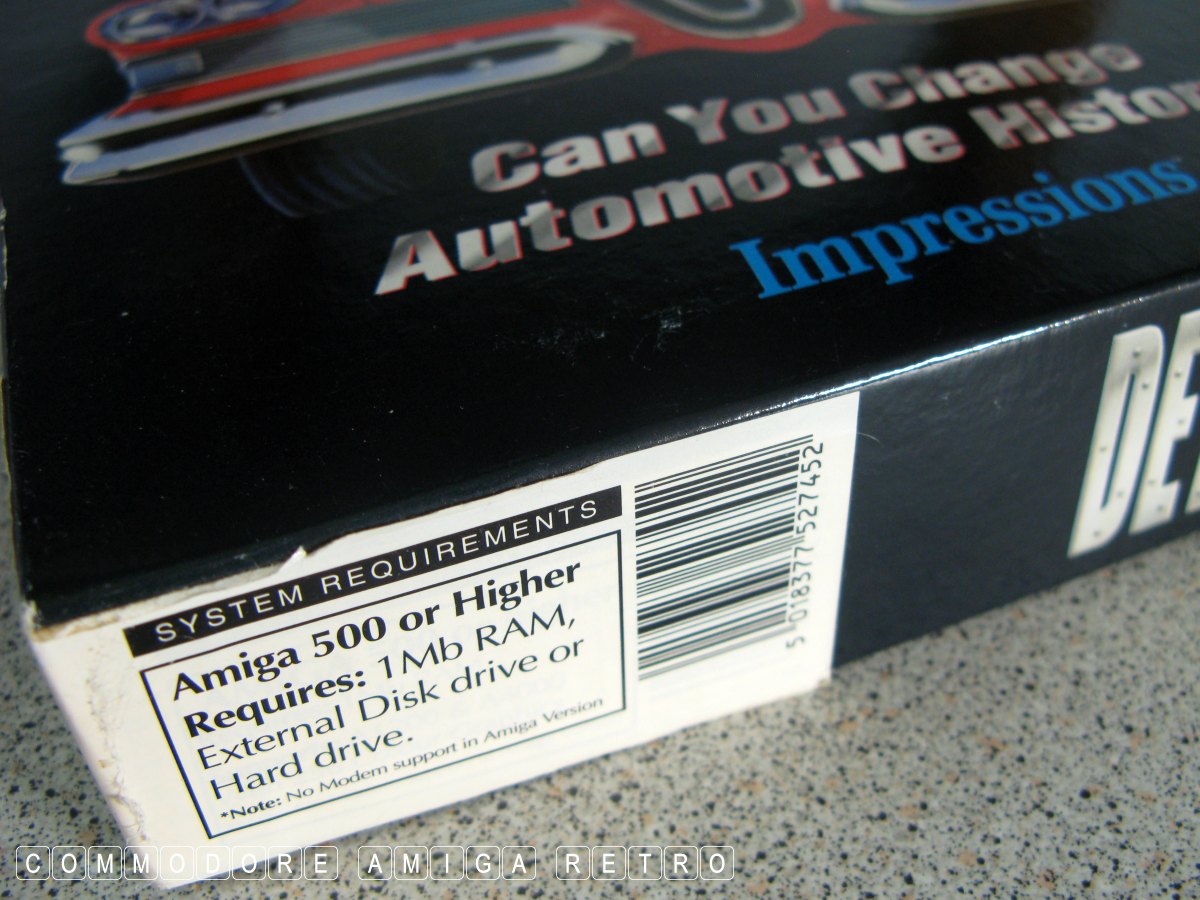 Can You Change
Automotive Histor
Impressions
DE
SYSTEM REQUIREMENTS
Amiga 500 or Higher
Requires: 1Mb RAM,
External Disk drive or
Hard drive.
*Note: No Modem support in Amiga Version
5 018377 527452
COMMODORE AMIGA RETRO